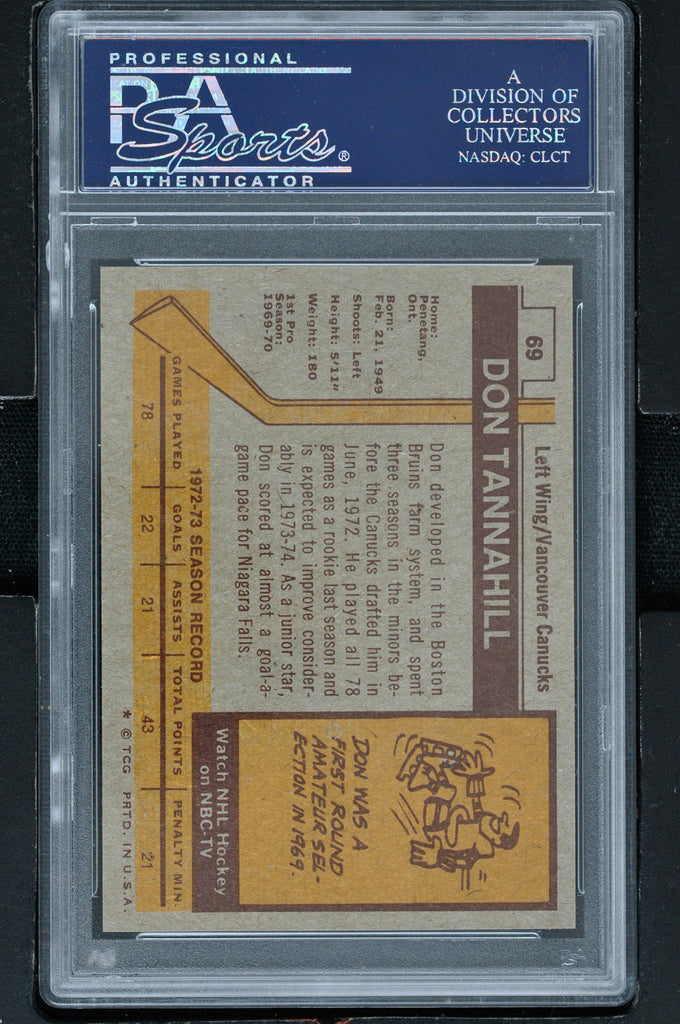 PROFESSIONAL
PSA
Sports®
AUTHENTICATOR
A
DIVISION OF
COLLECTORS
UNIVERSE
NASDAQ: CLCT
69
Left Wing/Vancouver Canucks
DON TANNAHILL
Home:
Penetang,
Ont.
Born:
Feb. 21, 1949
Shoots: Left
Height: 5'11"
Weight: 180
1st Pro
Season:
1969-70
Don developed in the Boston
Bruins farm system, and spent
three seasons in the minors be-
fore the Canucks drafted him in
June, 1972. He played all 78
games as a rookie last season and
is expected to improve consider-
ably in 1973-74. As a junior star,
Don scored at almost a goal-a-
game pace for Niagara Falls.
DON WAS A
FIRST ROUND
AMATEUR SEL-
ECTION IN 1969.
Watch NHL Hockey
on NBC-TV
1972-73 SEASON RECORD
GAMES PLAYED GOALS ASSISTS TOTAL POINTS PENALTY MIN.
78 22 21 43 21
* © TCG PRTD. IN U.S.A.